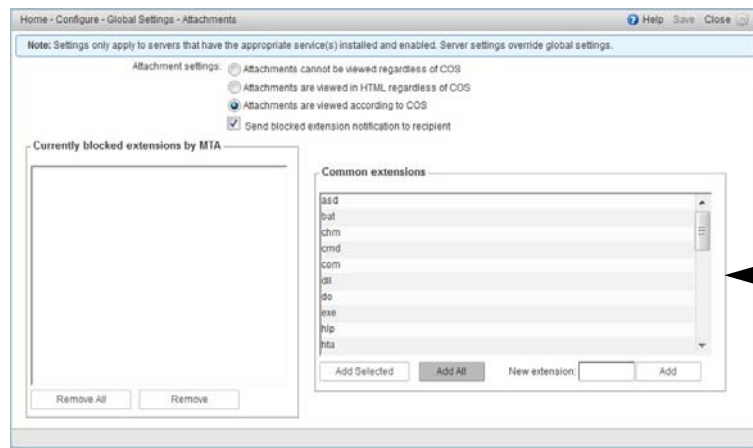 Home - Configure - Global Settings - Attachments
Help Save Close
Note: Settings only apply to servers that have the appropriate service(s) installed and enabled. Server settings override global settings.
Attachment settings:
Attachments cannot be viewed regardless of COS
Attachments are viewed in HTML regardless of COS
Attachments are viewed according to COS
Send blocked extension notification to recipient
Currently blocked extensions by MTA
Common extensions
asd
bat
chm
cmd
com
dll
do
exe
hlp
hta
Add Selected Add All New extension: Add
Remove All Remove